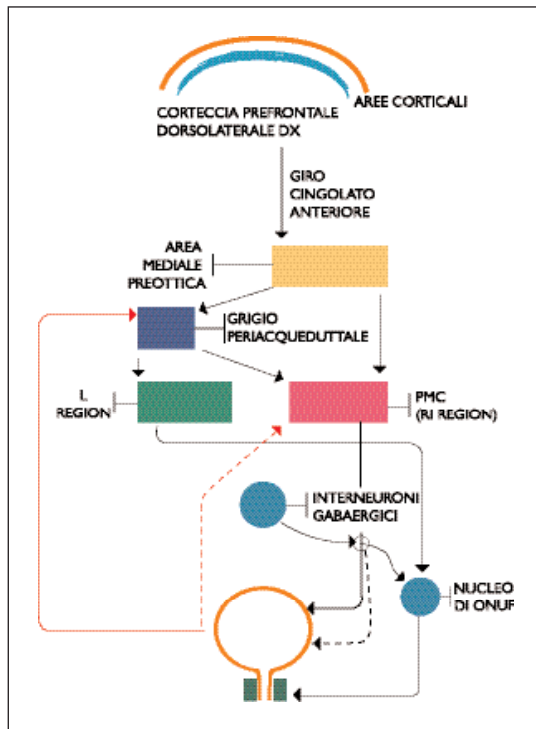 AREE CORTICALI
CORTECCIA PREFRONTALE
DORSOLATERALE DX
GIRO
CINGOLATO
ANTERIORE
AREA
MEDIALE
PREOTTICA
GRIGIO
PERIACQUEDUTTALE
L
REGION
PMC
(RI REGION)
INTERNEURONI
GABAERGICI
NUCLEO
DI ONUF